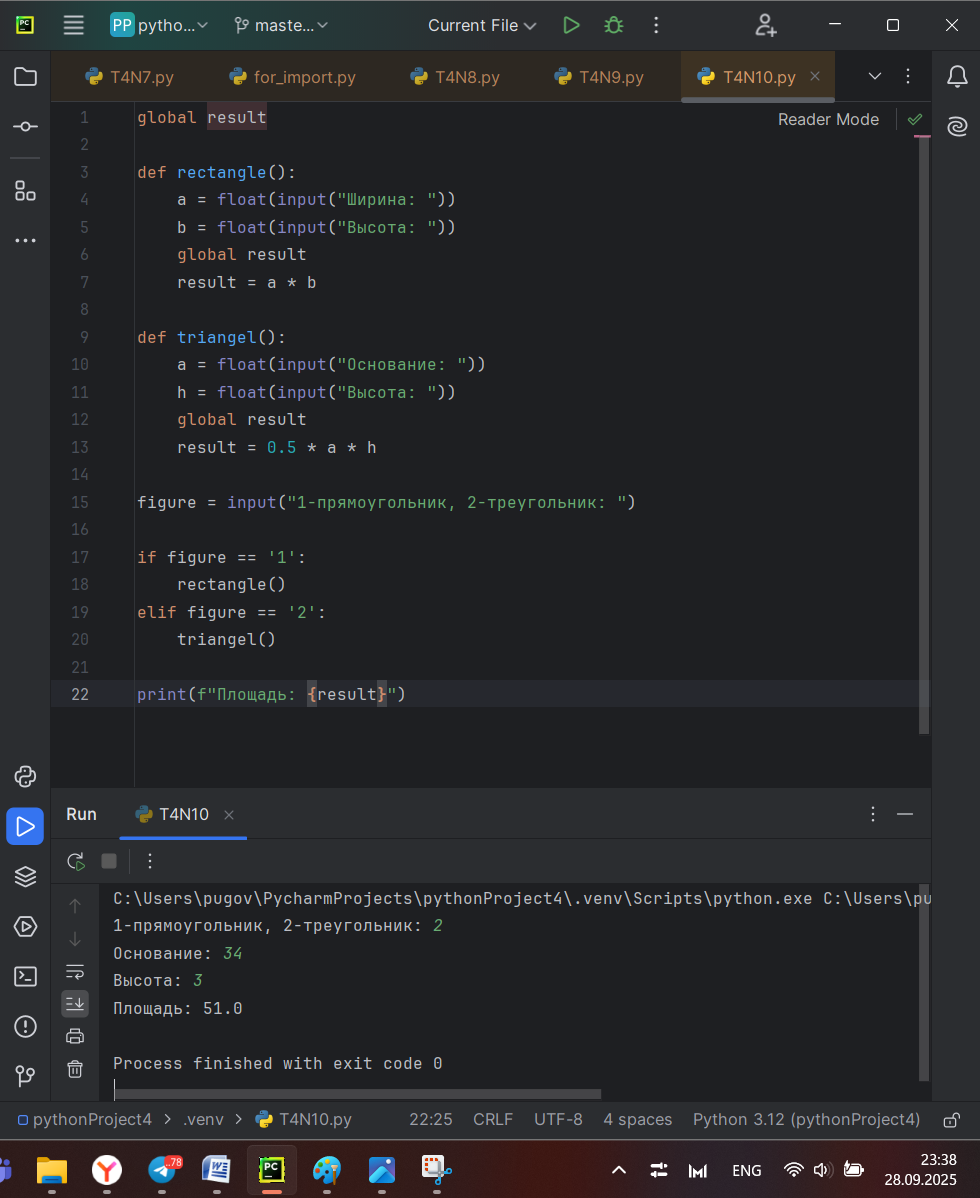 PC PP pytho... maste... Current File
T4N7.py for_import.py T4N8.py T4N9.py T4N10.py
Reader Mode
1 global result
2
3 def rectangle():
4 a = float(input("Ширина: "))
5 b = float(input("Высота: "))
6 global result
7 result = a * b
8
9 def triangel():
10 a = float(input("Основание: "))
11 h = float(input("Высота: "))
12 global result
13 result = 0.5 * a * h
14
15 figure = input("1-прямоугольник, 2-треугольник: ")
16
17 if figure == '1':
18 rectangle()
19 elif figure == '2':
20 triangel()
21
22 print(f"Площадь: {result}")
Run T4N10
C:\Users\pugov\PycharmProjects\pythonProject4\.venv\Scripts\python.exe C:\Users\pu
1-прямоугольник, 2-треугольник: 2
Основание: 34
Высота: 3
Площадь: 51.0
Process finished with exit code 0
pythonProject4 > .venv > T4N10.py 22:25 CRLF UTF-8 4 spaces Python 3.12 (pythonProject4)
PC ENG 23:38
28.09.2025